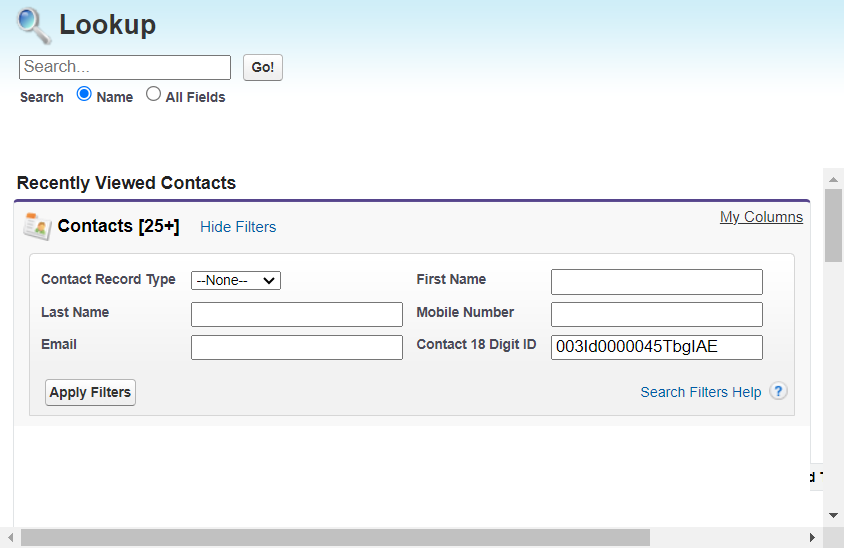 Lookup
Search...
Go!
Search Name All Fields
Recently Viewed Contacts
Contacts [25+] Hide Filters My Columns
Contact Record Type --None-- First Name
Last Name Mobile Number
Email Contact 18 Digit ID 003Id0000045TbgIAE
Apply Filters Search Filters Help ?